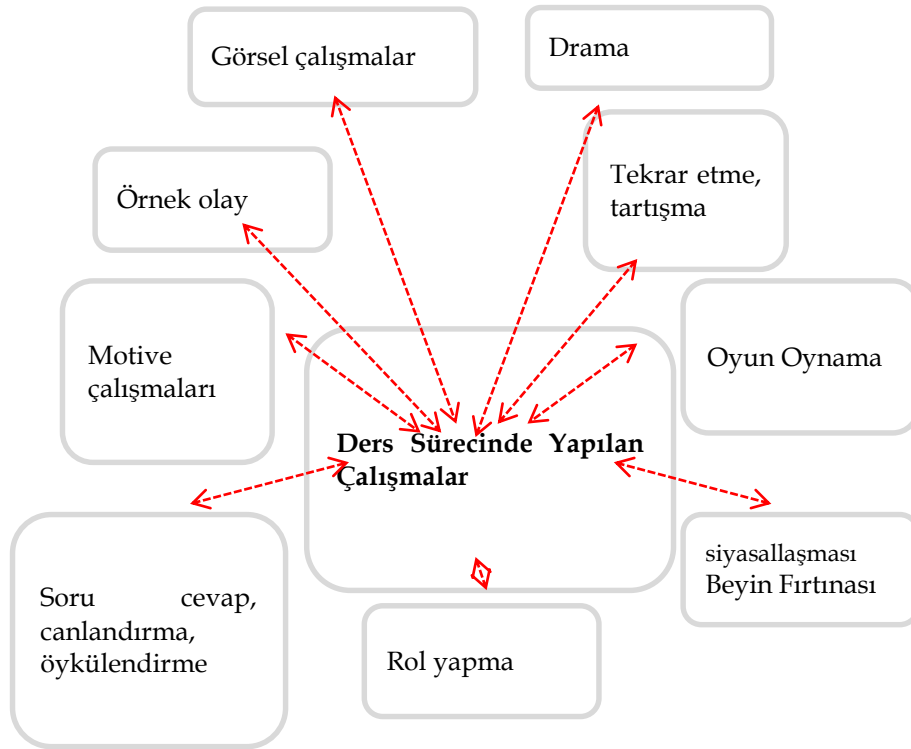 Görsel çalışmalar
Drama
Örnek olay
Tekrar etme,
tartışma
Motive
çalışmaları
Oyun Oynama
Ders Sürecinde Yapılan
Çalışmalar
Soru cevap,
canlandırma,
öykülendirme
siyasallaşması
Beyin Fırtınası
Rol yapma